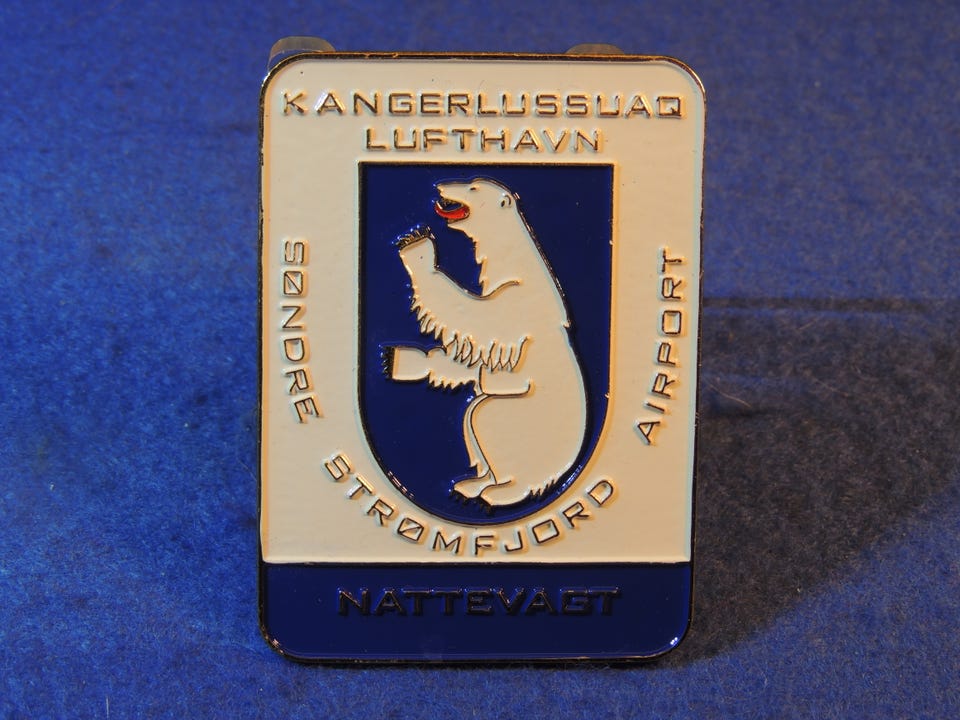 KANGERLUSSUAQ
LUFTHAVN
SØNDRE
STRØMFJORD
AIRPORT
NATTEVAGT